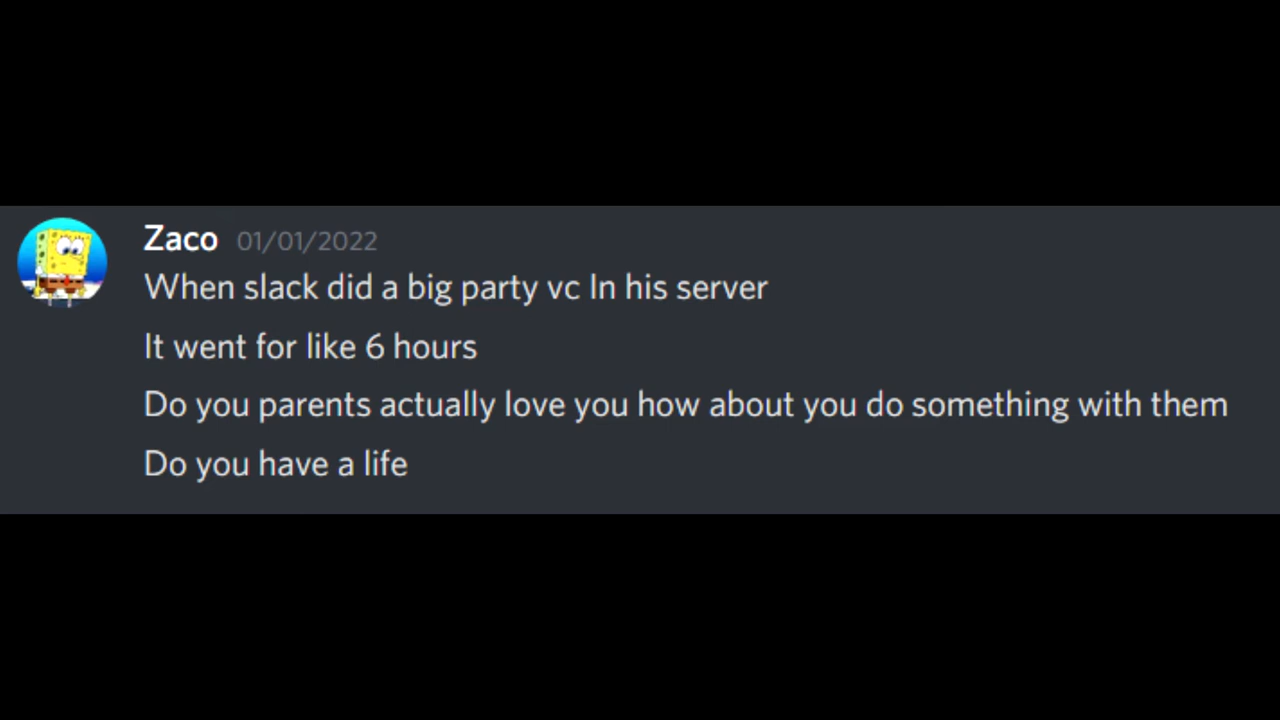 Zaco 01/01/2022
When slack did a big party vc In his server
It went for like 6 hours
Do you parents actually love you how about you do something with them
Do you have a life